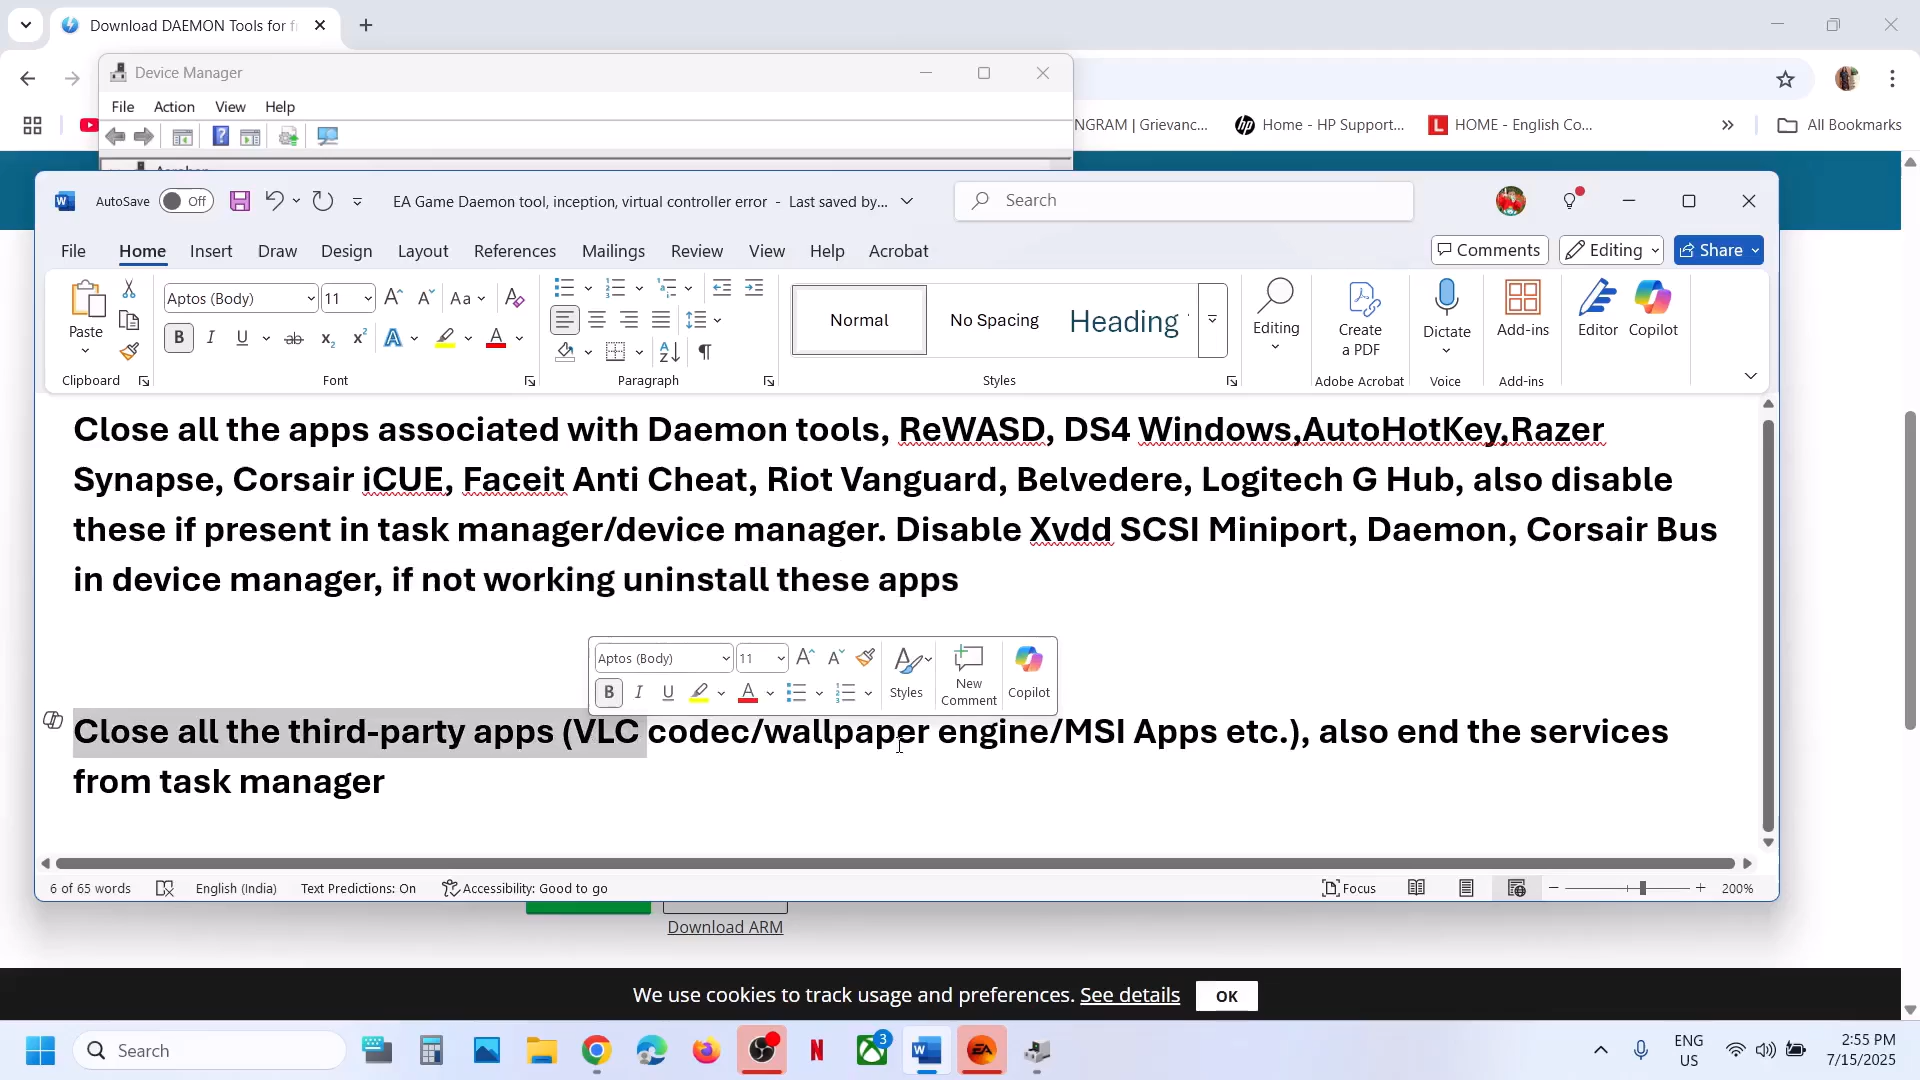 Download DAEMON Tools for fr
Device Manager
File Action View Help
NGRAM | Grievanc...
Home - HP Support...
HOME - English Co...
All Bookmarks
AutoSave Off
EA Game Daemon tool, inception, virtual controller error - Last saved by...
Search
File Home Insert Draw Design Layout References Mailings Review View Help Acrobat
Comments Editing Share
Paste
Aptos (Body) 11
Normal
No Spacing
Heading
Editing
Create
a PDF
Dictate
Add-ins
Editor
Copilot
Clipboard
Font
Paragraph
Styles
Adobe Acrobat
Voice
Add-ins
Close all the apps associated with Daemon tools, ReWASD, DS4 Windows,AutoHotKey,Razer
Synapse, Corsair iCUE, Faceit Anti Cheat, Riot Vanguard, Belvedere, Logitech G Hub, also disable
these if present in task manager/device manager. Disable Xvdd SCSI Miniport, Daemon, Corsair Bus
in device manager, if not working uninstall these apps
Aptos (Body) 11
Styles
New
Comment
Copilot
Close all the third-party apps (VLC codec/wallpaper engine/MSI Apps etc.), also end the services
from task manager
6 of 65 words English (India) Text Predictions: On Accessibility: Good to go Focus 200%
Download ARM
We use cookies to track usage and preferences. See details OK
Search
3
ENG
US
2:55 PM
7/15/2025